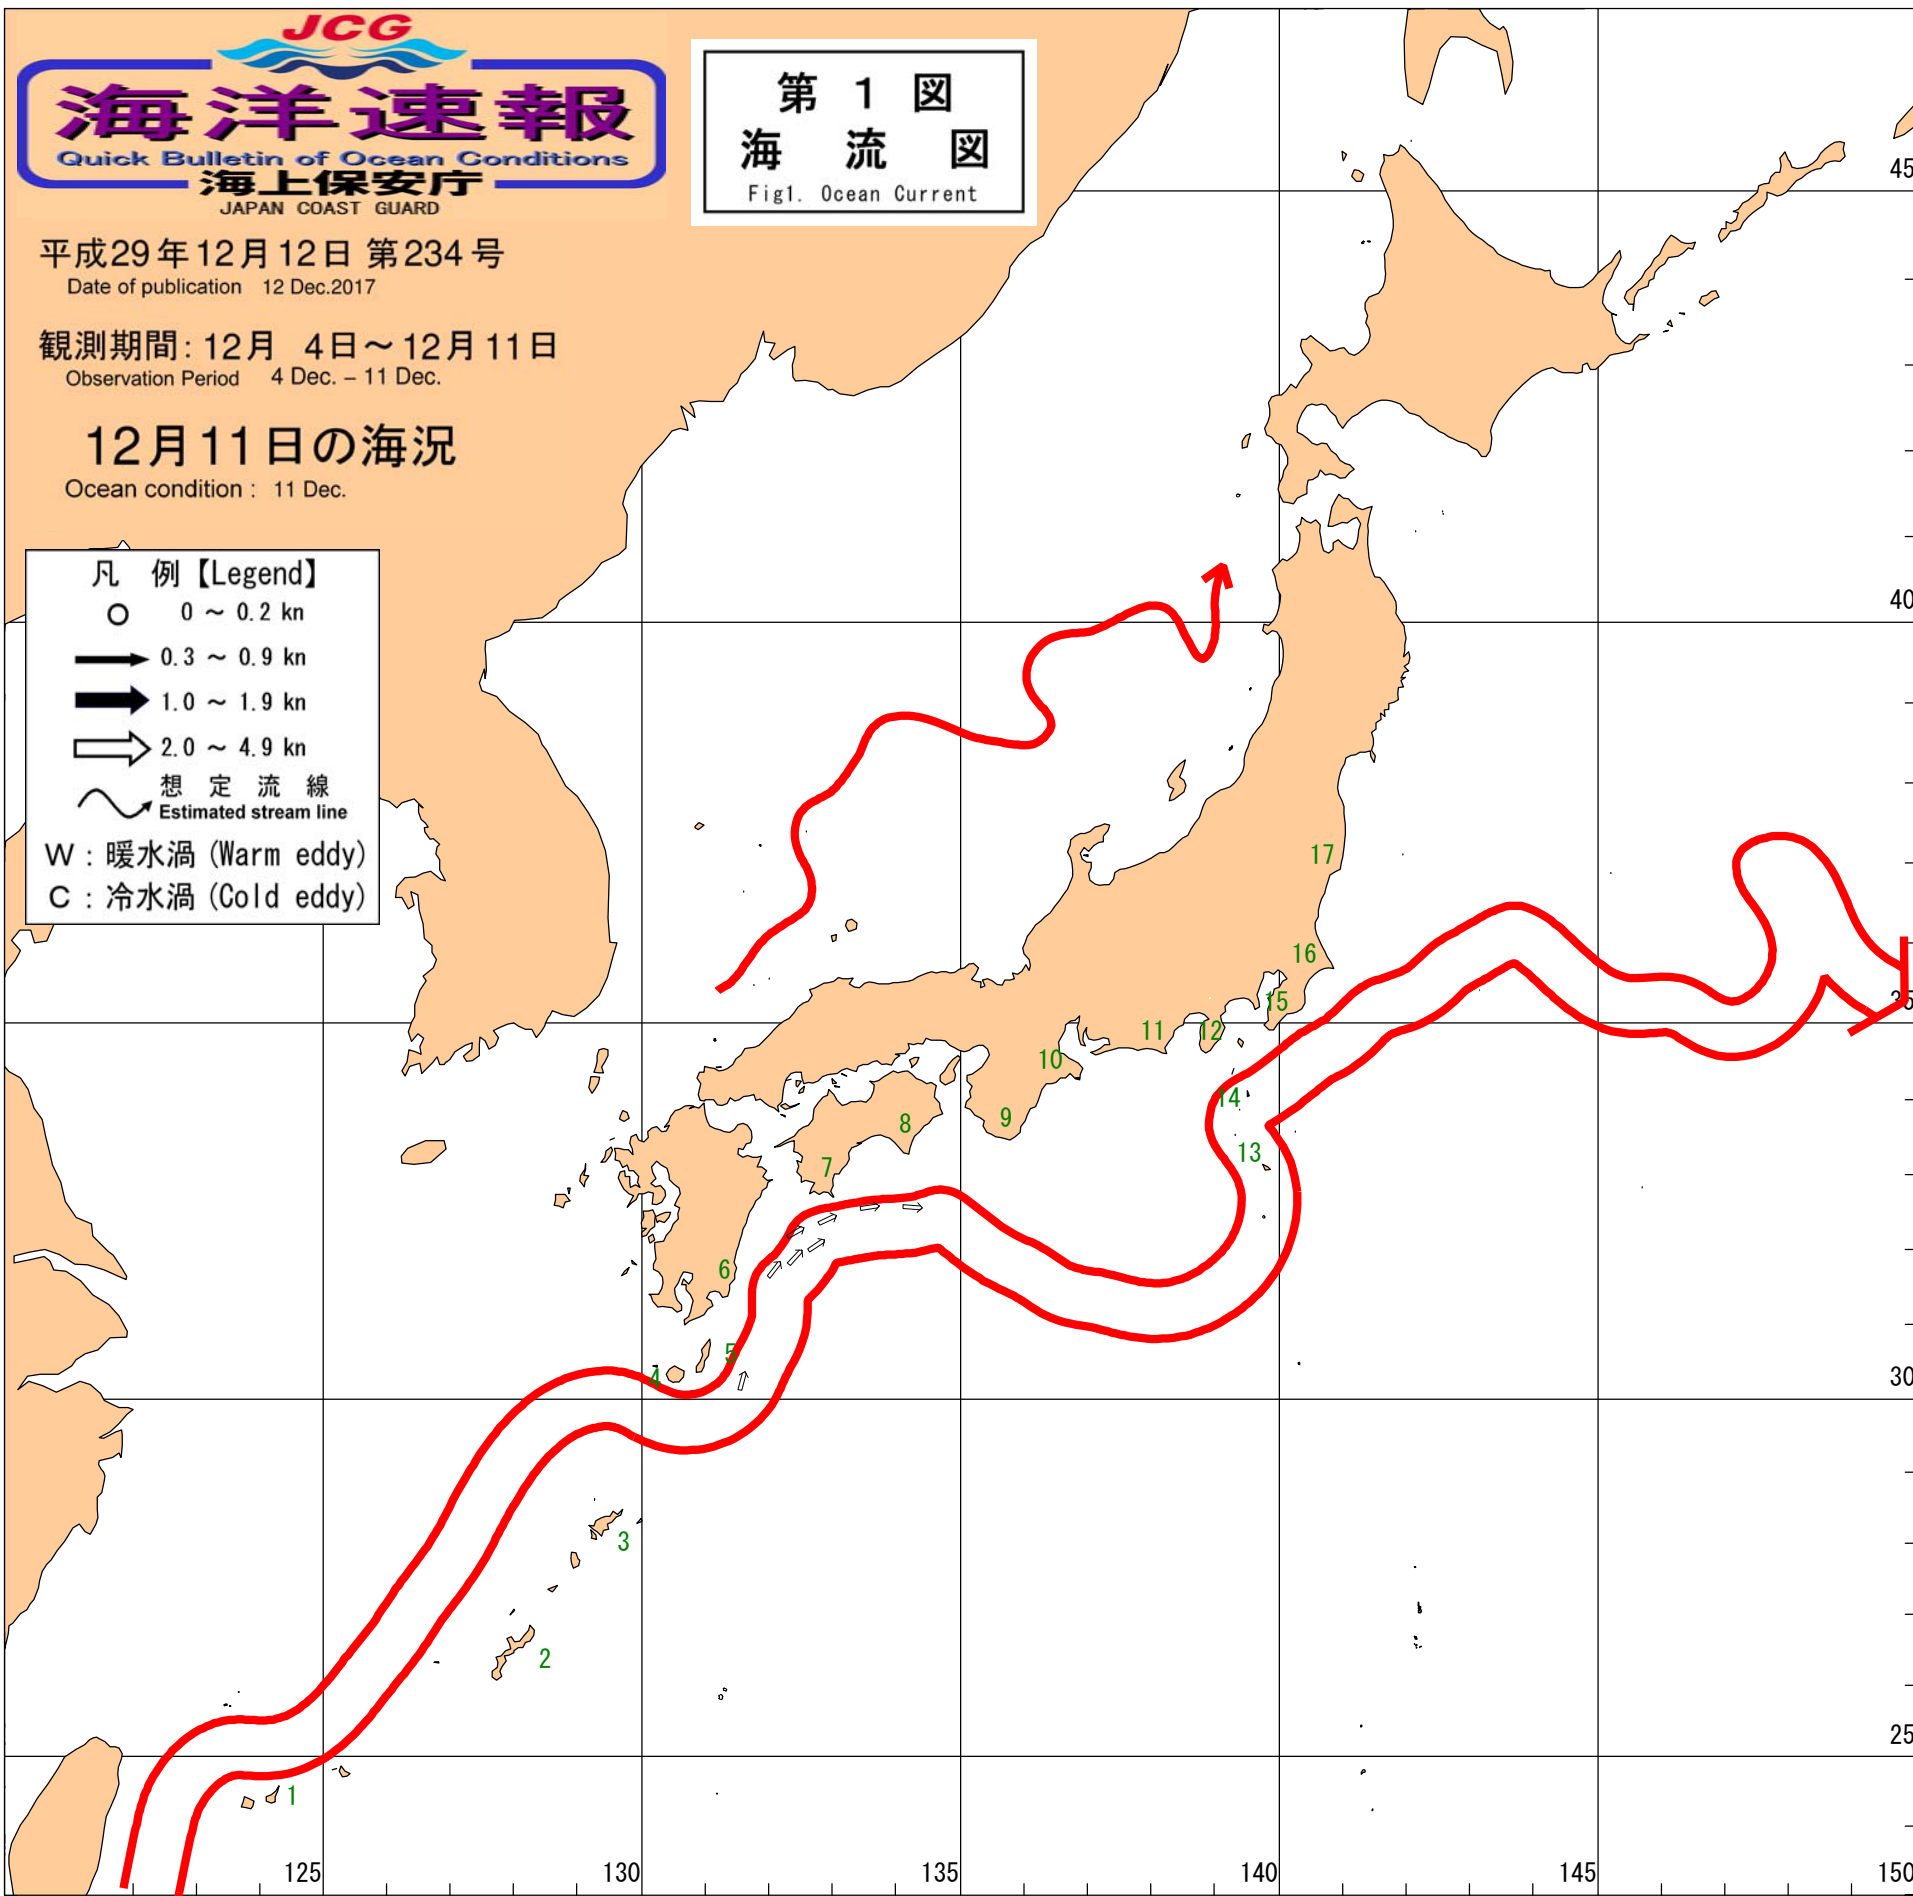 JCG
海洋速報
Quick Bulletin of Ocean Conditions
海上保安庁
JAPAN COAST GUARD
第 1 図
海 流 図
Fig1. Ocean Current
平成29年12月12日 第234号
Date of publication 12 Dec.2017
観測期間: 12月 4日～12月11日
Observation Period 4 Dec. – 11 Dec.
12月11日の海況
Ocean condition : 11 Dec.
凡 例【Legend】
0 ～ 0.2 kn
0.3 ～ 0.9 kn
1.0 ～ 1.9 kn
2.0 ～ 4.9 kn
想 定 流 線
Estimated stream line
W : 暖水渦 (Warm eddy)
C : 冷水渦 (Cold eddy)
45
40
17
16
35
15
12
11
10
14
9
8
13
7
6
5
4
30
3
2
25
1
125
130
135
140
145
150